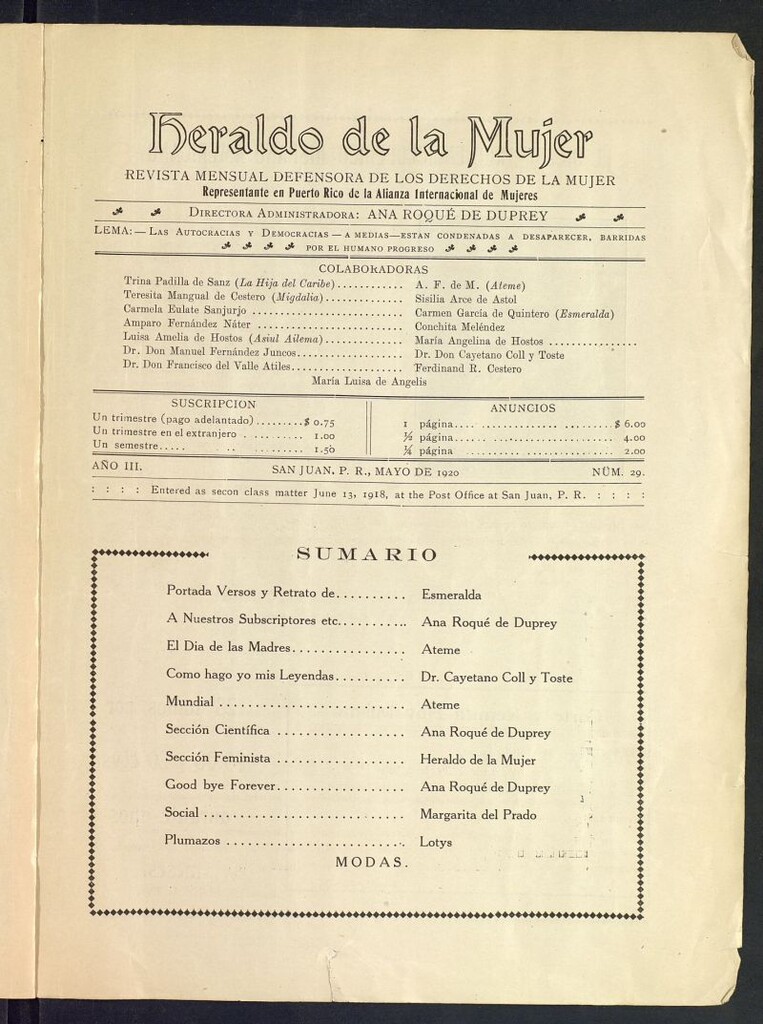 Heraldo de la Mujer
REVISTA MENSUAL DEFENSORA DE LOS DERECHOS DE LA MUJER
Representante en Puerto Rico de la Alianza Internacional de Mujeres
DIRECTORA ADMINISTRADORA: ANA ROQUÉ DE DUPREY
LEMA:—LAS AUTOCRACIAS Y DEMOCRACIAS—A MEDIAS—ESTAN CONDENADAS A DESAPARECER, BARRIDAS
POR EL HUMANO PROGRESO
COLABORADORAS
Trina Padilla de Sanz (La Hija del Caribe)............ A. F. de M. (Ateme)
Teresita Mangual de Cestero (Migdalia).............. Sisilia Arce de Astol
Carmela Eulate Sanjurjo ........................... Carmen García de Quintero (Esmeralda)
Amparo Fernández Náter .......................... Conchita Meléndez
Luisa Amelia de Hostos (Asiul Ailema)............... María Angelina de Hostos ................
Dr. Don Manuel Fernández Juncos................... Dr. Don Cayetano Coll y Toste
Dr. Don Francisco del Valle Atiles.................... Ferdinand R. Cestero
María Luisa de Angelis
SUSCRIPCION
Un trimestre (pago adelantado).........$ 0.75
Un trimestre en el extranjero .......... 1.00
Un semestre..... .. .......... 1.50
ANUNCIOS
1 página.......................... $ 6.00
½ página........................... 4.00
¼ página ........................... 2.00
AÑO III. SAN JUAN, P. R., MAYO DE 1920 NÚM. 29.
: : : : Entered as secon class matter June 13, 1918, at the Post Office at San Juan, P. R. : : : :
SUMARIO
Portada Versos y Retrato de.......... Esmeralda
A Nuestros Subscriptores etc.......... Ana Roqué de Duprey
El Dia de las Madres................ Ateme
Como hago yo mis Leyendas.......... Dr. Cayetano Coll y Toste
Mundial .......................... Ateme
Sección Científica .................. Ana Roqué de Duprey
Sección Feminista .................. Heraldo de la Mujer
Good bye Forever.................. Ana Roqué de Duprey
Social ............................ Margarita del Prado
Plumazos ......................... Lotys
MODAS.